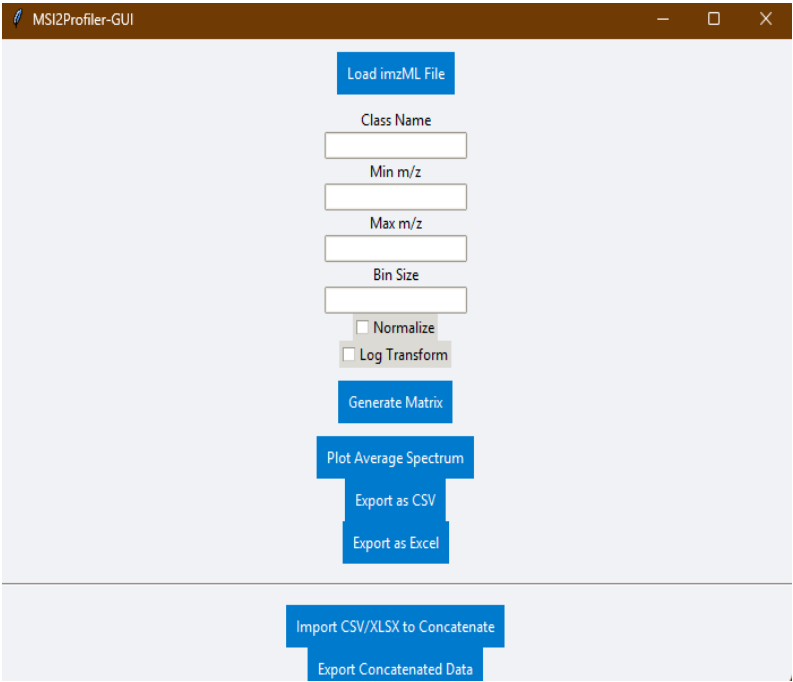 MSI2Profiler-GUI
Load imzML File
Class Name
Min m/z
Max m/z
Bin Size
Normalize
Log Transform
Generate Matrix
Plot Average Spectrum
Export as CSV
Export as Excel
Import CSV/XLSX to Concatenate
Export Concatenated Data